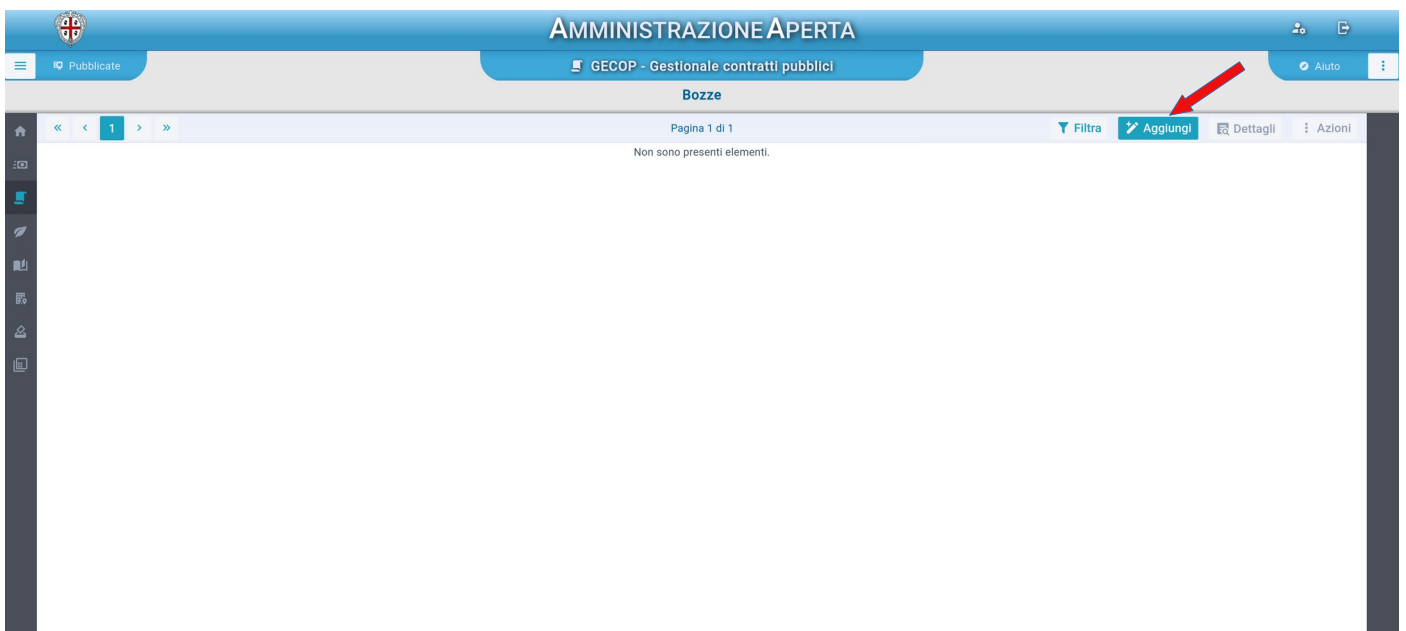 AMMINISTRAZIONE APERTA
Pubblicate
GECOP - Gestionale contratti pubblici
Aiuto
Bozze
« ‹ 1 › »
Pagina 1 di 1
Filtra
Aggiungi
Dettagli
Azioni
Non sono presenti elementi.